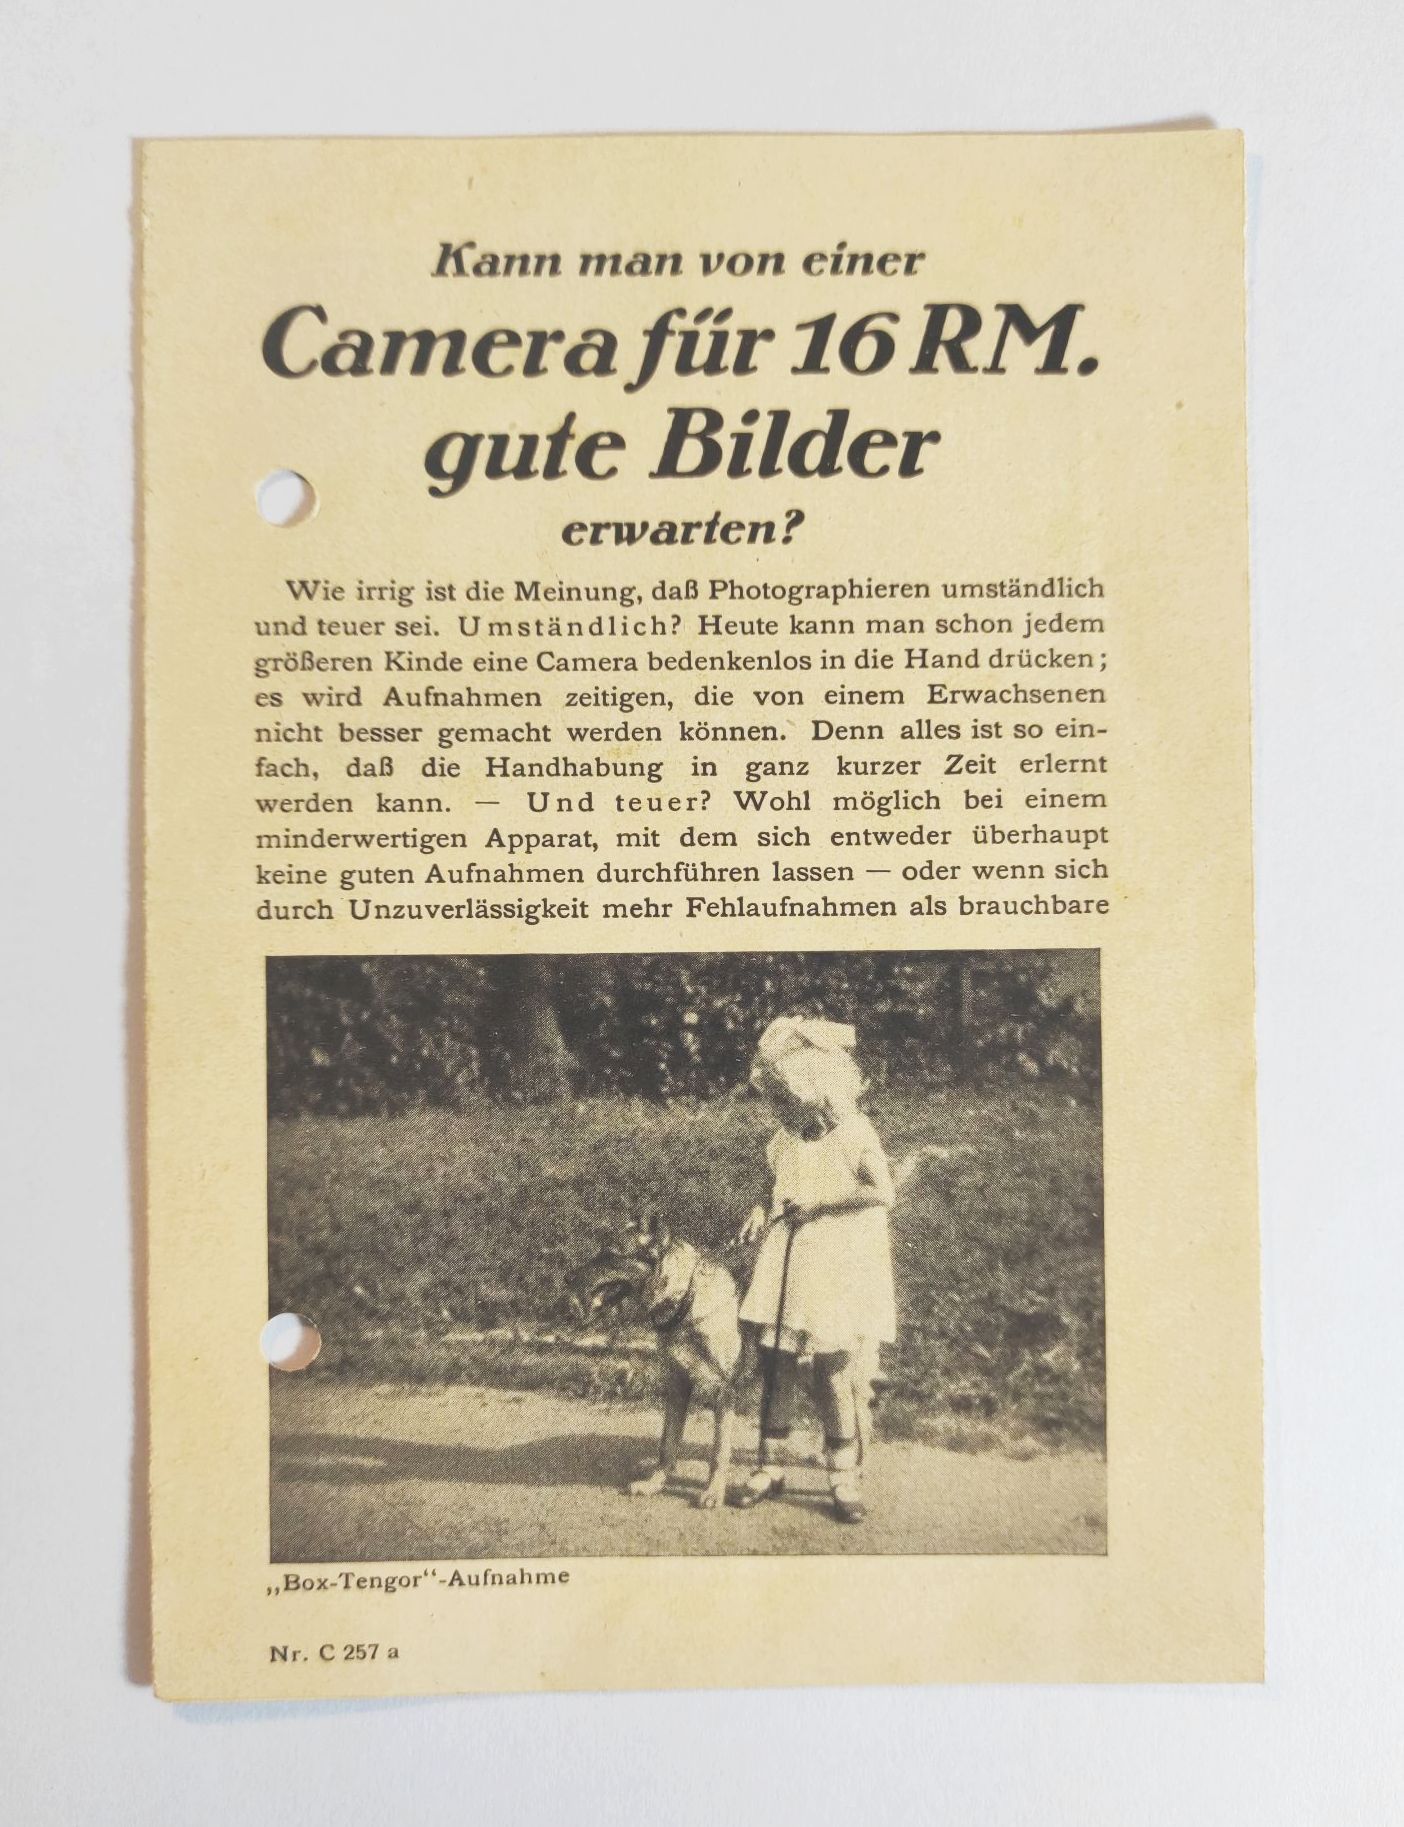 Kann man von einer
Camera für 16 RM.
gute Bilder
erwarten?
Wie irrig ist die Meinung, daß Photographieren umständlich
und teuer sei. Umständlich? Heute kann man schon jedem
größeren Kinde eine Camera bedenkenlos in die Hand drücken;
es wird Aufnahmen zeitigen, die von einem Erwachsenen
nicht besser gemacht werden können. Denn alles ist so ein-
fach, daß die Handhabung in ganz kurzer Zeit erlernt
werden kann. — Und teuer? Wohl möglich bei einem
minderwertigen Apparat, mit dem sich entweder überhaupt
keine guten Aufnahmen durchführen lassen — oder wenn sich
durch Unzuverlässigkeit mehr Fehlaufnahmen als brauchbare
„Box-Tengor“-Aufnahme
Nr. C 257 a